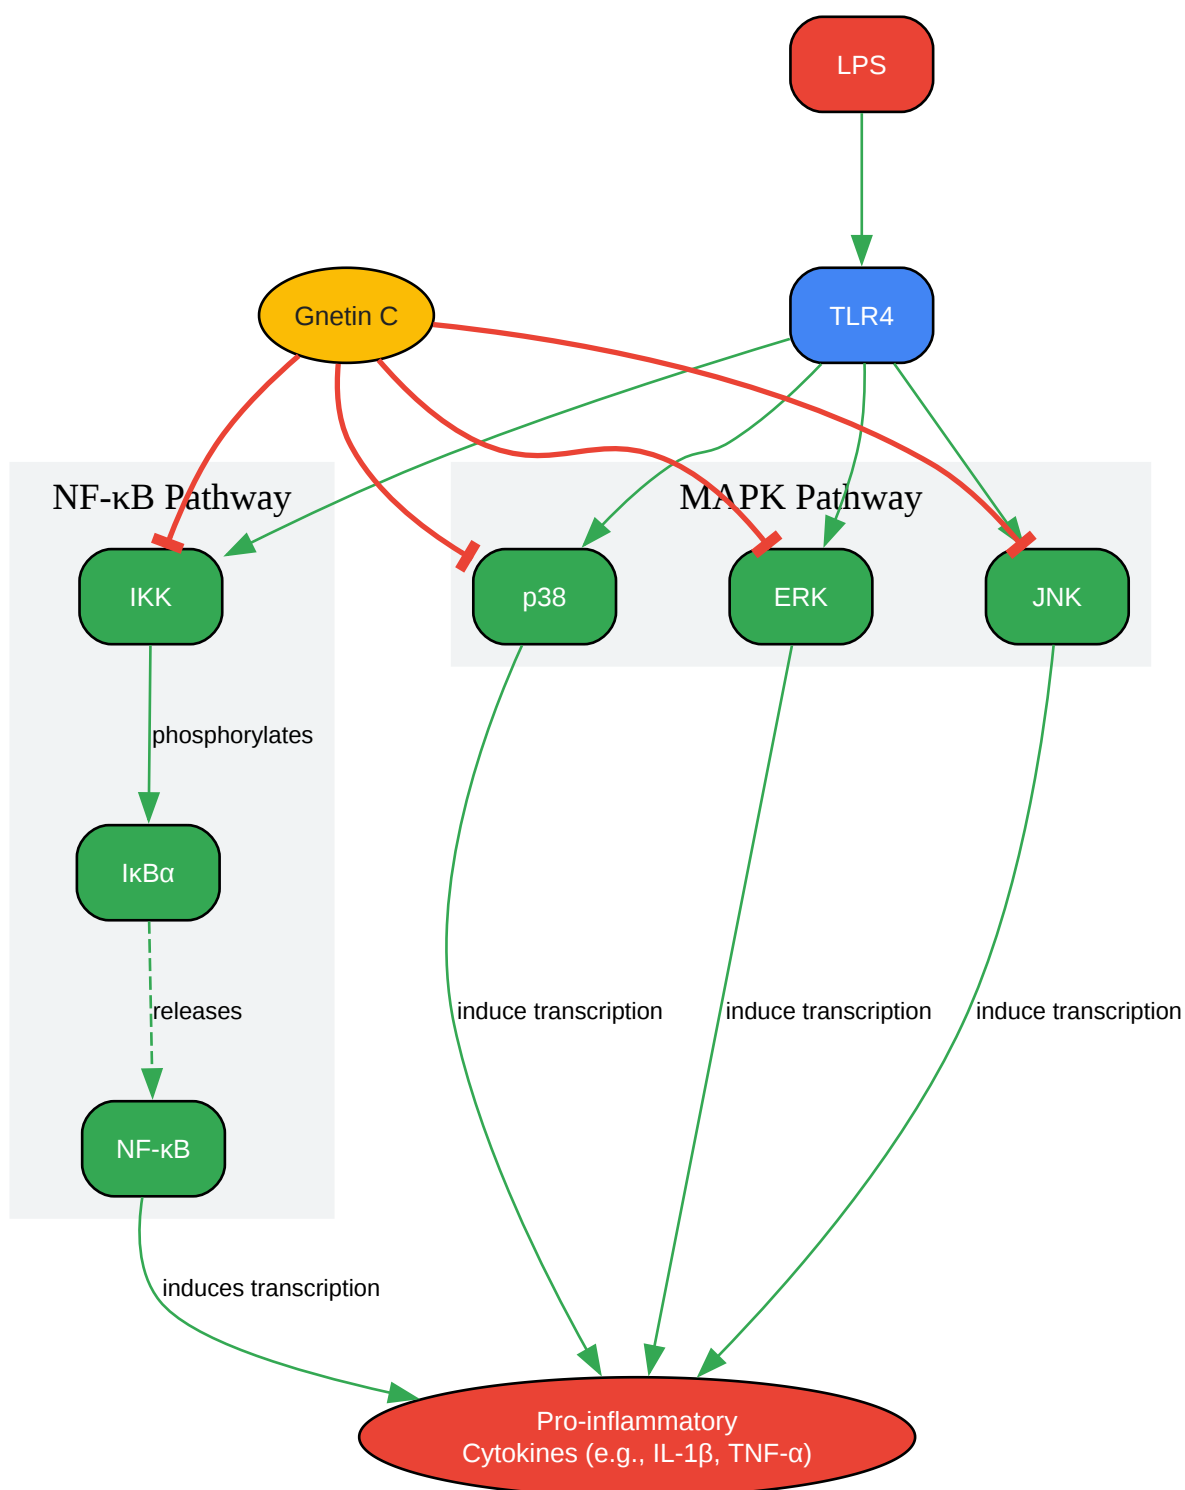 LPS
Gnetin C
TLR4
NF-κB Pathway
MAPK Pathway
IKK
p38
ERK
JNK
phosphorylates
IκBα
releases
induce transcription
induce transcription
induce transcription
NF-κB
induces transcription
Pro-inflammatory
Cytokines (e.g., IL-1β, TNF-α)